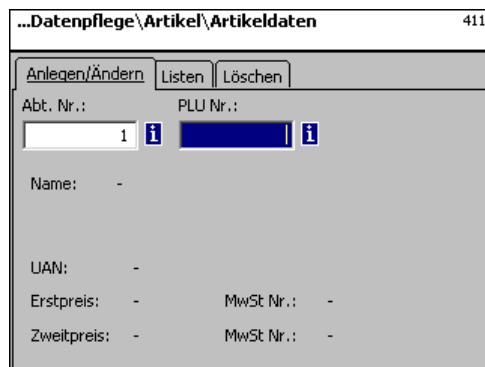 ...Datenpflege\Artikel\Artikeldaten 411
Anlegen/Ändern Listen Löschen
Abt. Nr.: PLU Nr.:
1 i i
Name: -
UAN: -
Erstpreis: - MwSt Nr.: -
Zweitpreis: - MwSt Nr.: -